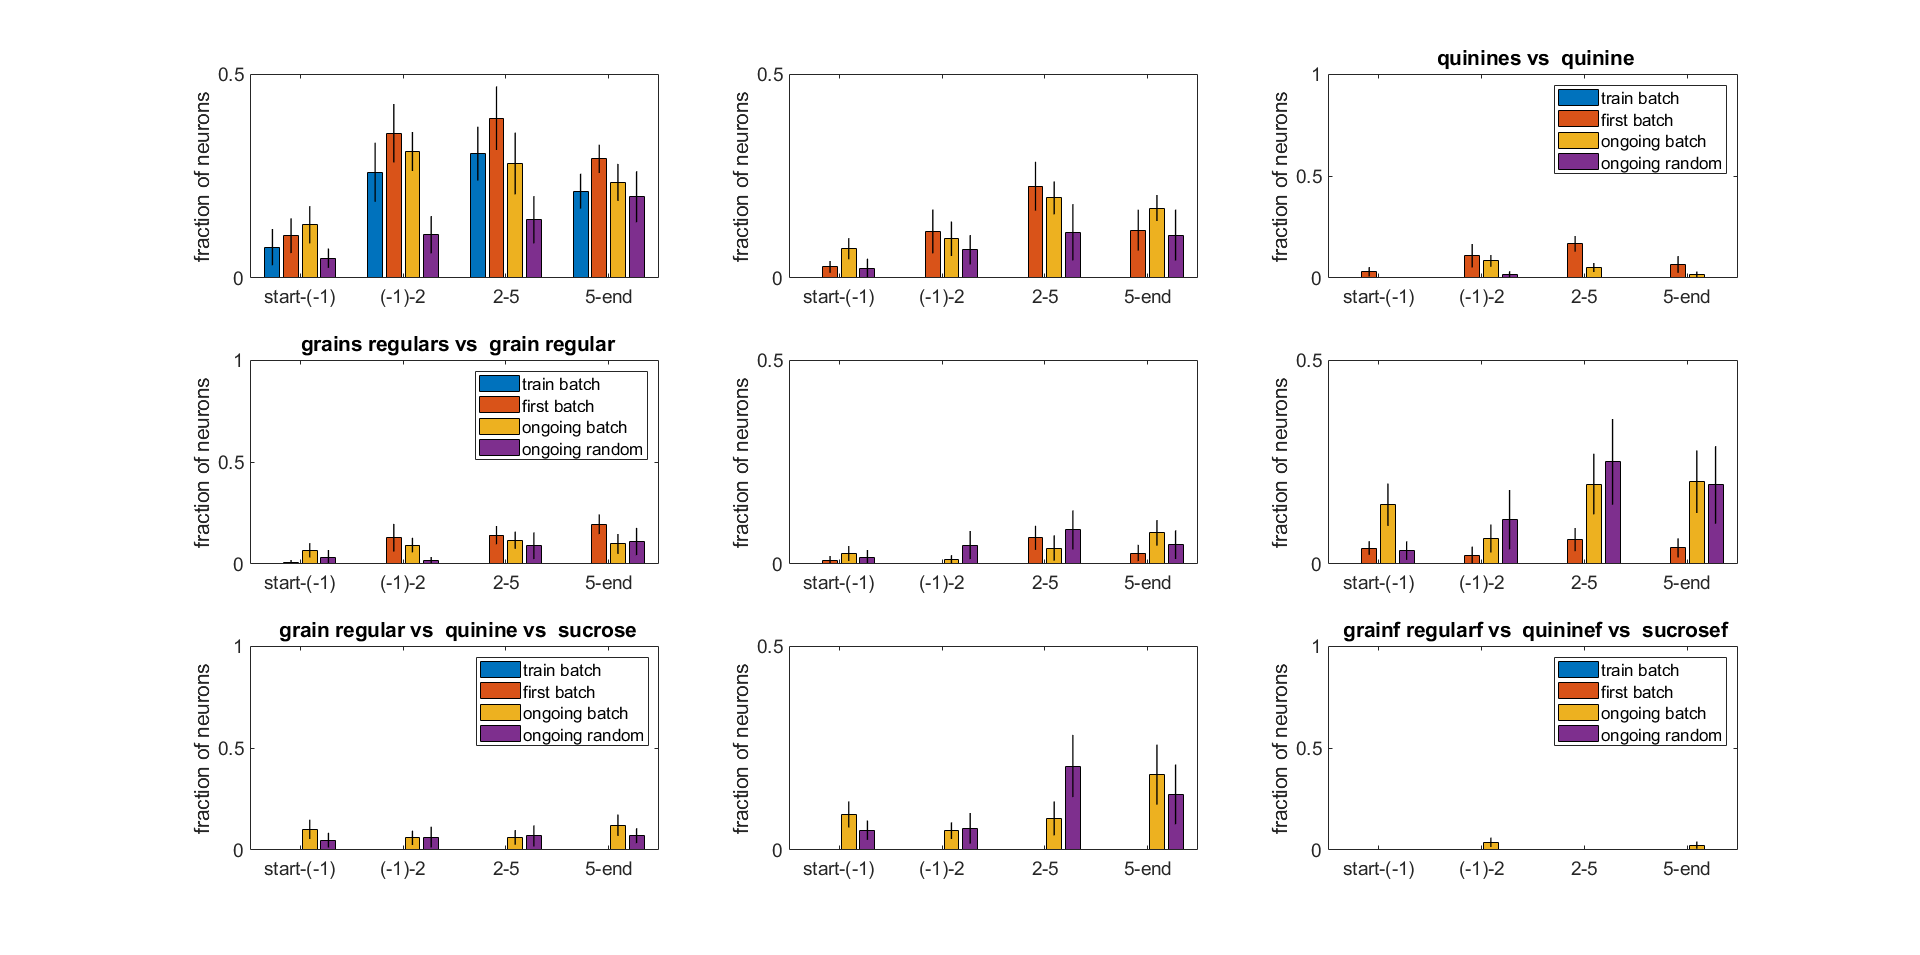 0.5
fraction of neurons
0
start-(-1) (-1)-2 2-5 5-end
0.5
fraction of neurons
0
start-(-1) (-1)-2 2-5 5-end
quinines vs  quinine
1
0.5
fraction of neurons
0
train batch
first batch
ongoing batch
ongoing random
start-(-1) (-1)-2 2-5 5-end
grains regulars vs  grain regular
1
0.5
fraction of neurons
0
train batch
first batch
ongoing batch
ongoing random
start-(-1) (-1)-2 2-5 5-end
0.5
fraction of neurons
0
start-(-1) (-1)-2 2-5 5-end
0.5
fraction of neurons
0
start-(-1) (-1)-2 2-5 5-end
grain regular vs  quinine vs  sucrose
1
0.5
fraction of neurons
0
train batch
first batch
ongoing batch
ongoing random
start-(-1) (-1)-2 2-5 5-end
0.5
fraction of neurons
0
start-(-1) (-1)-2 2-5 5-end
grainf regularf vs  quininef vs  sucrosef
1
0.5
fraction of neurons
0
train batch
first batch
ongoing batch
ongoing random
start-(-1) (-1)-2 2-5 5-end